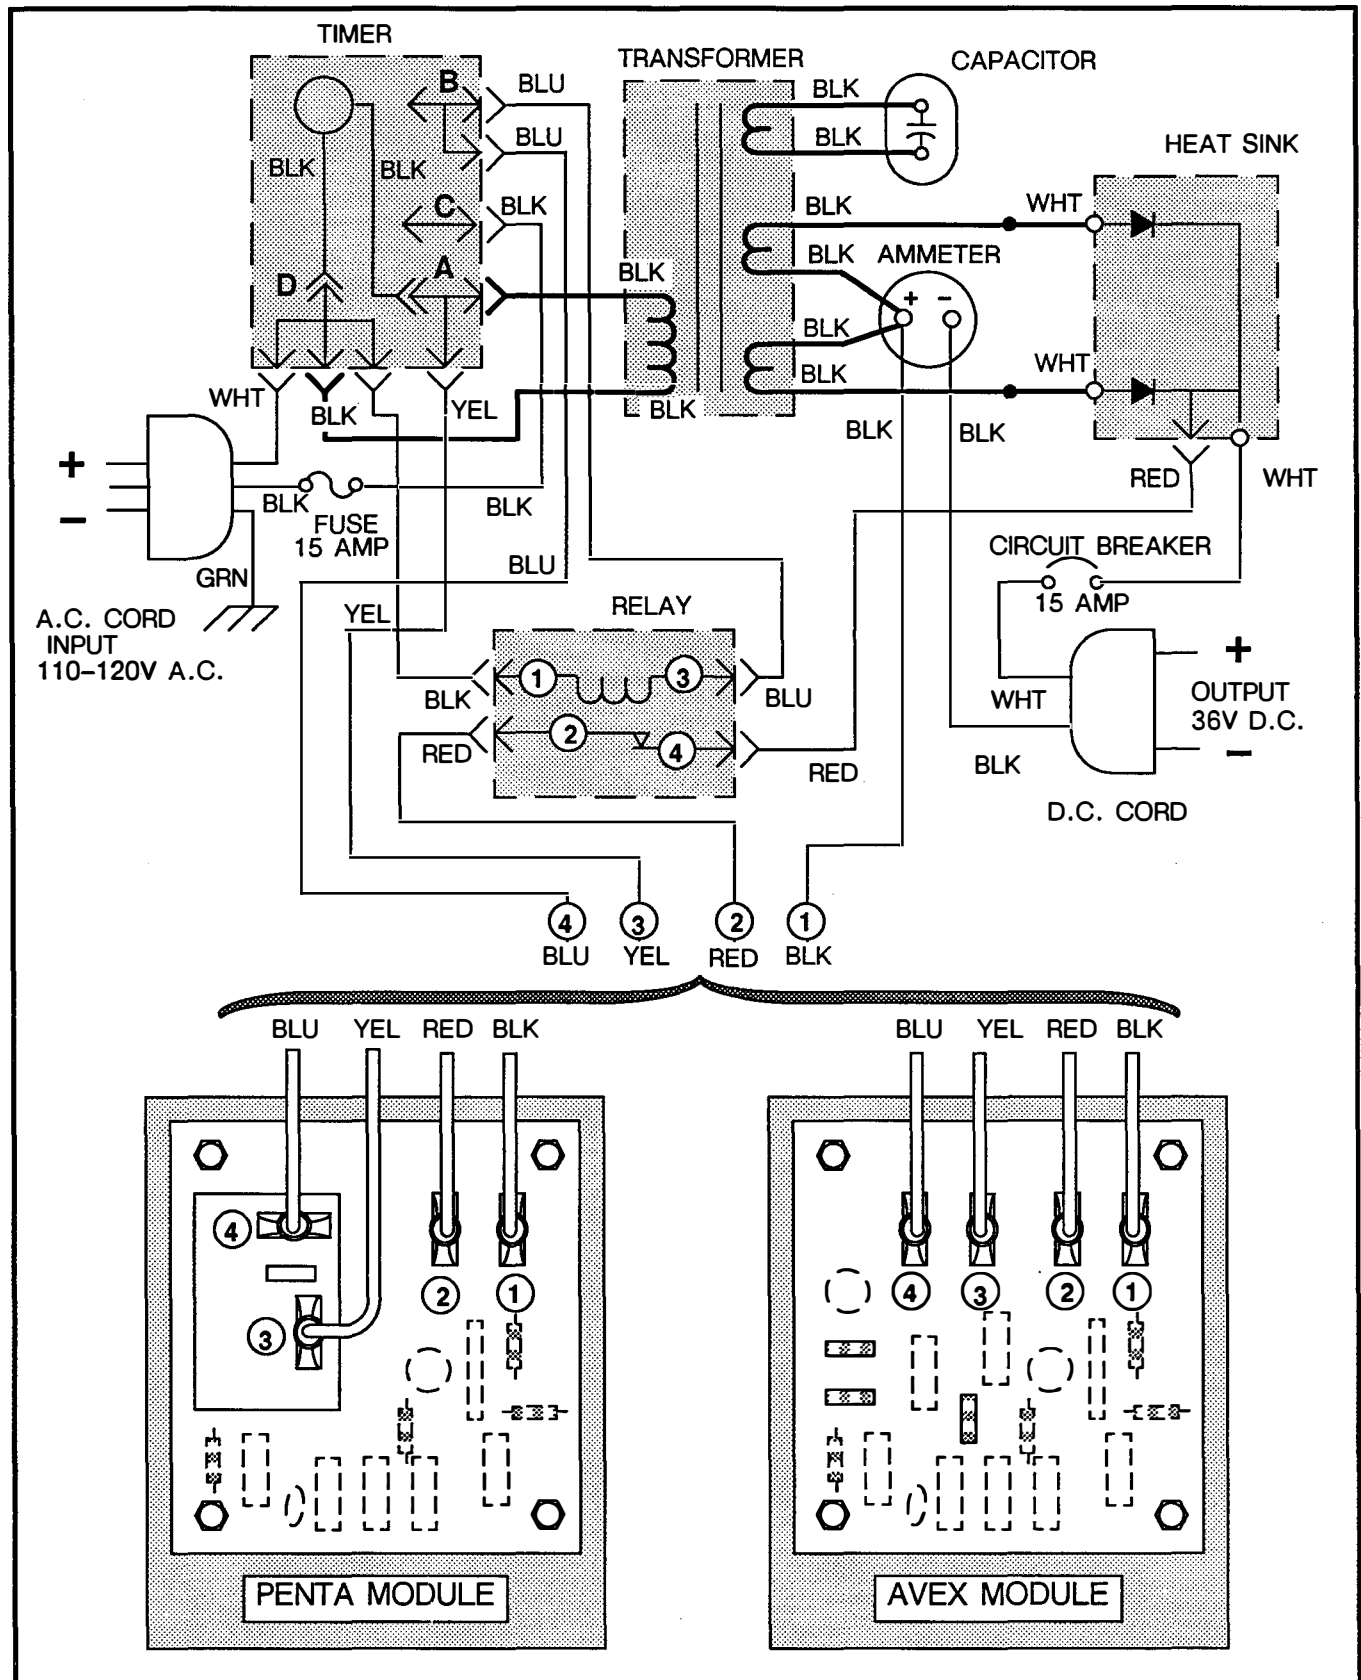 TIMER
TRANSFORMER
CAPACITOR
B
BLU
BLK
BLU
BLK
HEAT SINK
BLK
BLK
C
BLK
BLK
WHT
D
A
BLK
BLK
AMMETER
+ -
BLK
WHT
BLK
WHT
BLK
YEL
BLK
BLK
BLK
RED
WHT
+
-
BLK
FUSE
15 AMP
BLK
CIRCUIT BREAKER
15 AMP
GRN
BLU
A.C. CORD
INPUT
110-120V A.C.
YEL
RELAY
1
3
BLK
BLU
2
4
RED
RED
WHT
+
OUTPUT
36V D.C.
-
BLK
D.C. CORD
4
3
2
1
BLU
YEL
RED
BLK
BLU YEL RED BLK
BLU YEL RED BLK
4
2
1
3
4
3
2
1
PENTA MODULE
AVEX MODULE